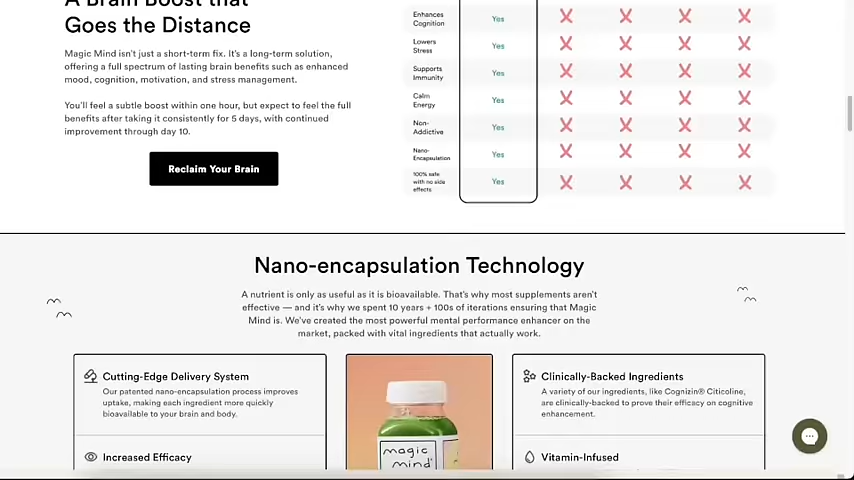 A Brain Boost that
Goes the Distance
Magic Mind isn't just a short-term fix. It's a long-term solution,
offering a full spectrum of lasting brain benefits such as enhanced
mood, cognition, motivation, and stress management.
You'll feel a subtle boost within one hour, but expect to feel the full
benefits after taking it consistently for 5 days, with continued
improvement through day 10.
Reclaim Your Brain
Enhances
Cognition
Yes
Lowers
Stress
Yes
Supports
Immunity
Yes
Calm
Energy
Yes
Non-
Addictive
Yes
Nano-
Encapsulation
Yes
100% safe
with no side
effects
Yes
Nano-encapsulation Technology
A nutrient is only as useful as it is bioavailable. That's why most supplements aren't
effective — and it's why we spent 10 years + 100s of iterations ensuring that Magic
Mind is. We've created the most powerful mental performance enhancer on the
market, packed with vital ingredients that actually work.
Cutting-Edge Delivery System
Our patented nano-encapsulation process improves
uptake, making each ingredient more quickly
bioavailable to your brain and body.
Increased Efficacy
magic
mind
Clinically-Backed Ingredients
A variety of our ingredients, like Cognizin® Citicoline,
are clinically-backed to prove their efficacy on cognitive
enhancement.
Vitamin-Infused